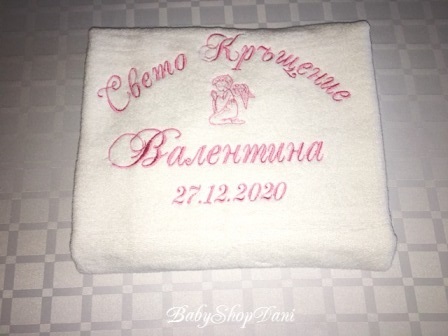 Свето Кръщение
Валентина
27.12.2020
BabyShopDani